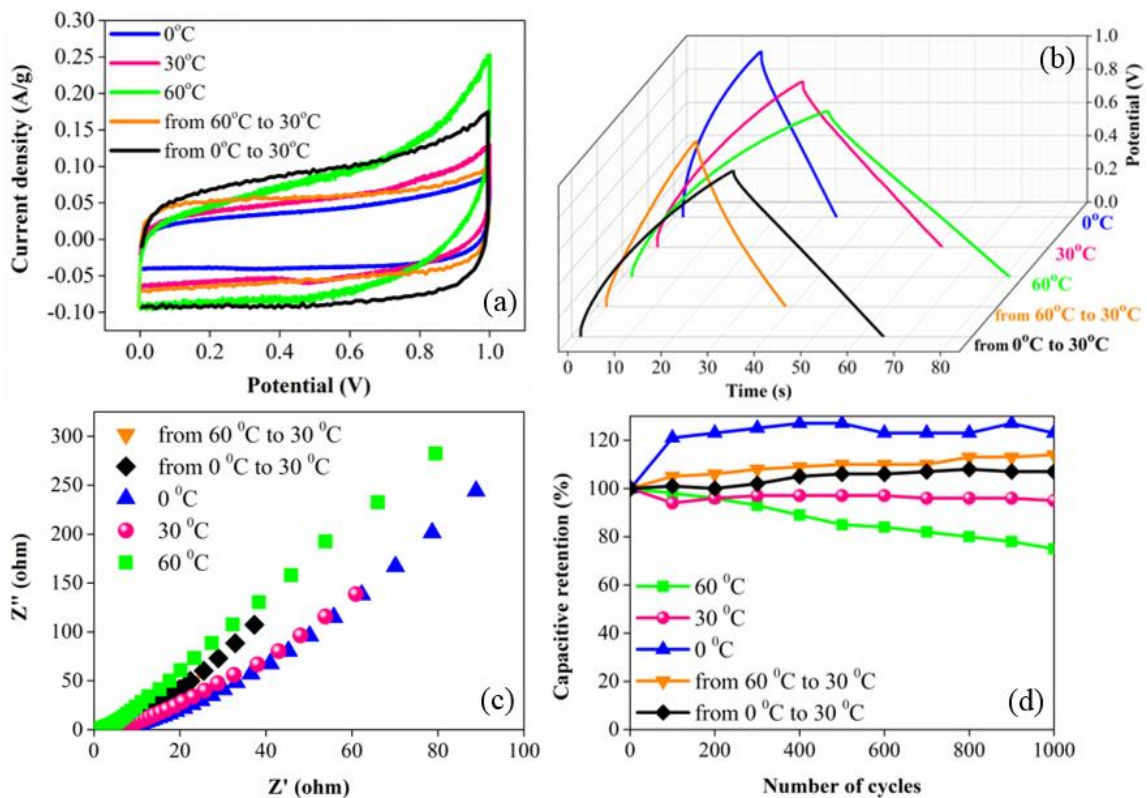 0.30
0.25
0.20
0.15
0.10
0.05
0.00
-0.05
-0.10
Current density (A/g)
0°C
30°C
60°C
from 60°C to 30°C
from 0°C to 30°C
(a)
0.0 0.2 0.4 0.6 0.8 1.0
Potential (V)
(b)
1.0
0.8
0.6
0.4
0.2
0.0
Potential (V)
0°C
30°C
60°C
from 60°C to 30°C
from 0°C to 30°C
0 10 20 30 40 50 60 70 80
Time (s)
300
250
200
150
100
50
0
Z'' (ohm)
from 60 ⁰C to 30 ⁰C
from 0 ⁰C to 30 ⁰C
0 ⁰C
30 ⁰C
60 ⁰C
(c)
0 20 40 60 80 100
Z' (ohm)
120
100
80
60
40
20
0
Capacitive retention (%)
60 ⁰C
30 ⁰C
0 ⁰C
from 60 ⁰C to 30 ⁰C
from 0 ⁰C to 30 ⁰C
(d)
0 200 400 600 800 1000
Number of cycles